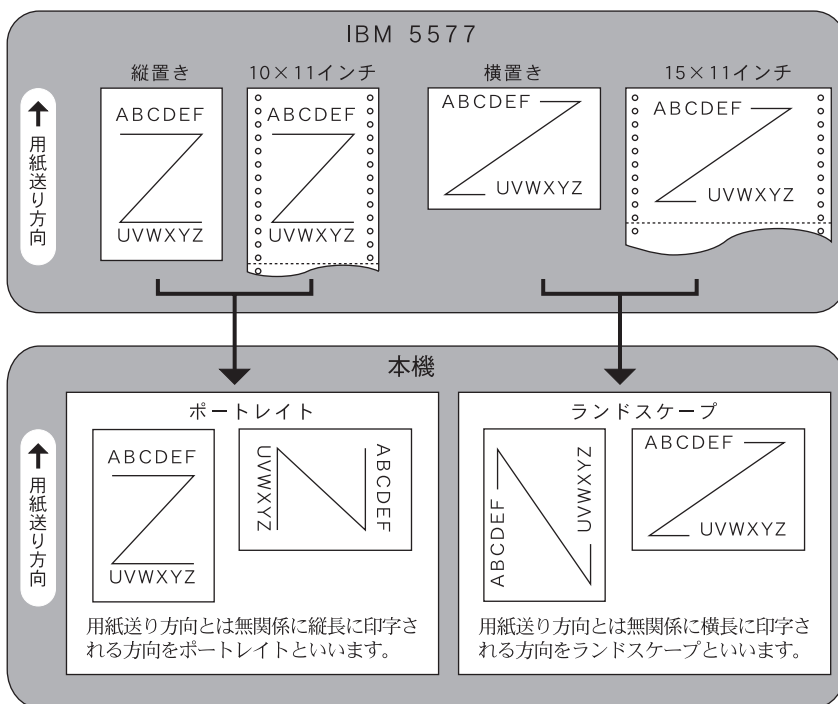 IBM 5577
縦置き
10×11インチ
横置き
15×11インチ
用紙送り方向
ABCDEF
UVWXYZ
ABCDEF
UVWXYZ
ABCDEF
UVWXYZ
ABCDEF
UVWXYZ
本機
用紙送り方向
ポートレイト
ABCDEF
UVWXYZ
UVWXYZ
ABCDEF
用紙送り方向とは無関係に縦長に印字さ
れる方向をポートレイトといいます。
ランドスケープ
ABCDEF
UVWXYZ
ABCDEF
UVWXYZ
用紙送り方向とは無関係に横長に印字さ
れる方向をランドスケープといいます。